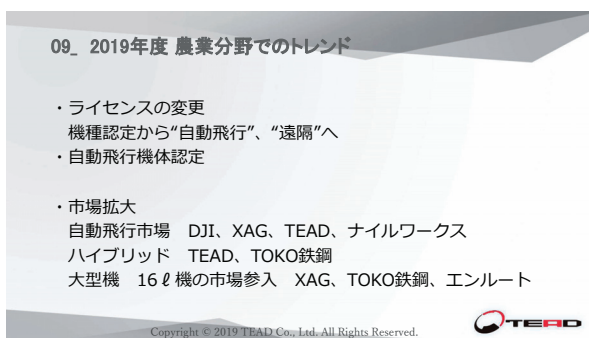 09_ 2019年度 農業分野でのトレンド
・ライセンスの変更
機種認定から“自動飛行”、“遠隔”へ
・自動飛行機体認定
・市場拡大
自動飛行市場　DJI、XAG、TEAD、ナイルワークス
ハイブリッド　TEAD、TOKO鉄鋼
大型機　16ℓ機の市場参入　XAG、TOKO鉄鋼、エンルート
Copyright © 2019 TEAD Co., Ltd. All Rights Reserved.
TEAD